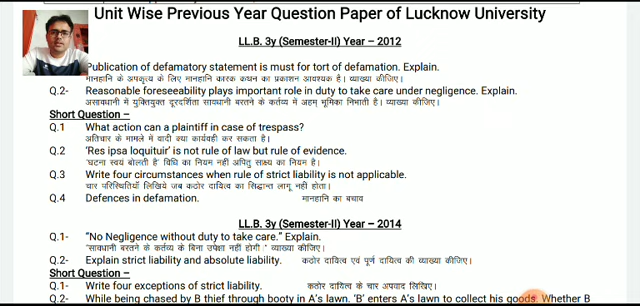 Unit Wise Previous Year Question Paper of Lucknow University
LL.B. 3y (Semester-II) Year – 2012
Publication of defamatory statement is must for tort of defamation. Explain.
मानहानि के अपकृत्य के लिए मानहानि कारक कथन का प्रकाशन आवश्यक है। व्याख्या कीजिए।
Q.2- Reasonable foreseeability plays important role in duty to take care under negligence. Explain.
असावधानी में युक्तियुक्त दूरदर्शिता सावधानी बरतने के कर्तव्य में अहम् भूमिका निभाती है। व्याख्या कीजिए।
Short Question –
Q.1 What action can a plaintiff in case of trespass?
अतिचार के मामले में वादी क्या कार्यवाही कर सकता है।
Q.2 'Res ipsa loquituir' is not rule of law but rule of evidence.
'घटना स्वयं बोलती है' विधि का नियम नहीं अपितु साक्ष्य का नियम है।
Q.3 Write four circumstances when rule of strict liability is not applicable.
चार परिस्थितियाँ लिखिये जब कठोर दायित्व का सिद्धान्त लागू नही होता।
Q.4 Defences in defamation. मानहानि का बचाव
LL.B. 3y (Semester-II) Year – 2014
Q.1- "No Negligence without duty to take care." Explain.
"सावधानी बरतने के कर्तव्य के बिना उपेक्षा नहीं होगी।" व्याख्या कीजिए।
Q.2- Explain strict liability and absolute liability. कठोर दायित्व एवं पूर्ण दायित्व की व्याख्या कीजिए।
Short Question –
Q.1- Write four exceptions of strict liability. कठोर दायित्व के चार अपवाद लिखिए।
Q.2- While being chased by B thief through booty in A's lawn. 'B' enters A's lawn to collect his goods. Whether B